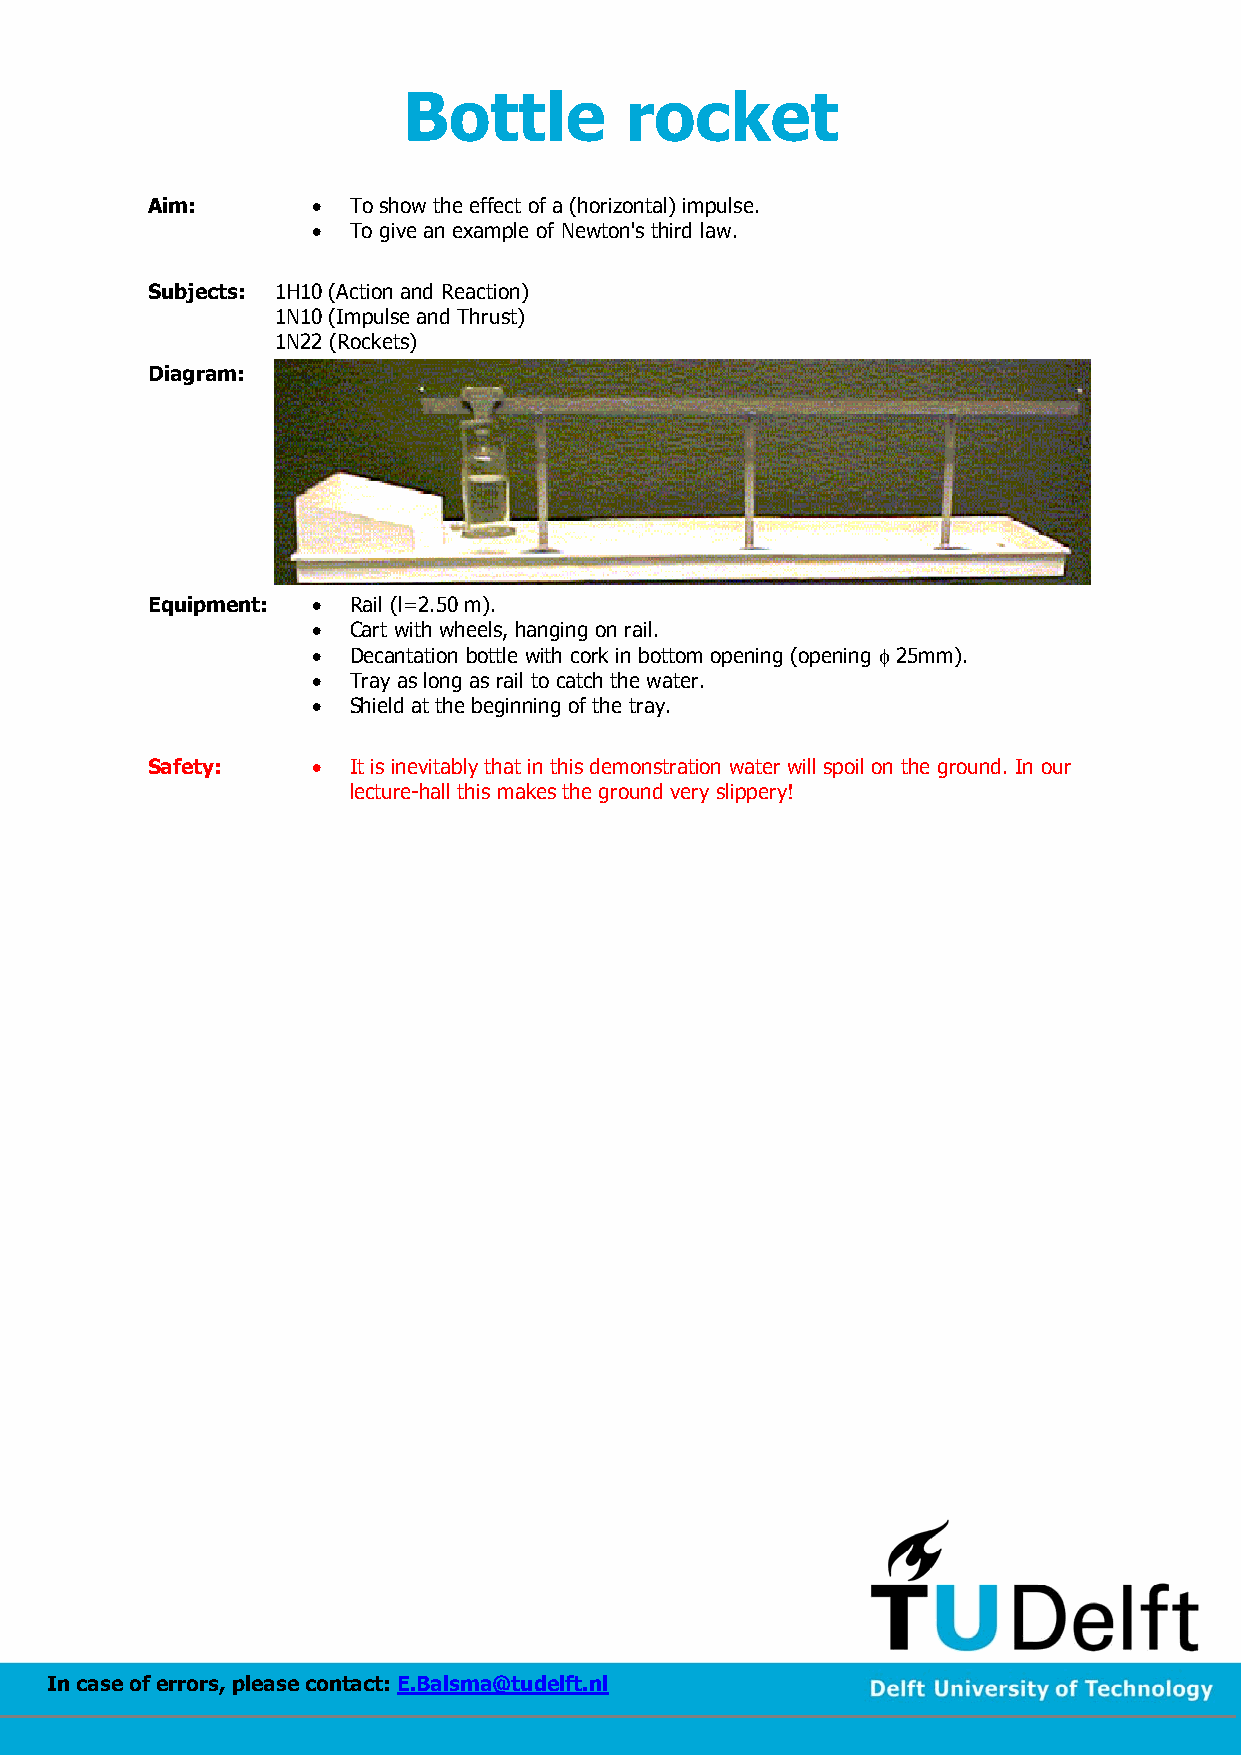 Bottle rocket
Aim: • To show the effect of a (horizontal) impulse.
• To give an example of Newton's third law.
Subjects: 1H10 (Action and Reaction)
1N10 (Impulse and Thrust)
1N22 (Rockets)
Diagram:
Equipment: • Rail (l=2.50 m).
• Cart with wheels, hanging on rail.
• Decantation bottle with cork in bottom opening (opening ϕ 25mm).
• Tray as long as rail to catch the water.
• Shield at the beginning of the tray.
Safety: • It is inevitably that in this demonstration water will spoil on the ground. In our
lecture-hall this makes the ground very slippery!
TUDelft
In case of errors, please contact: E.Balsma@tudelft.nl
Delft University of Technology